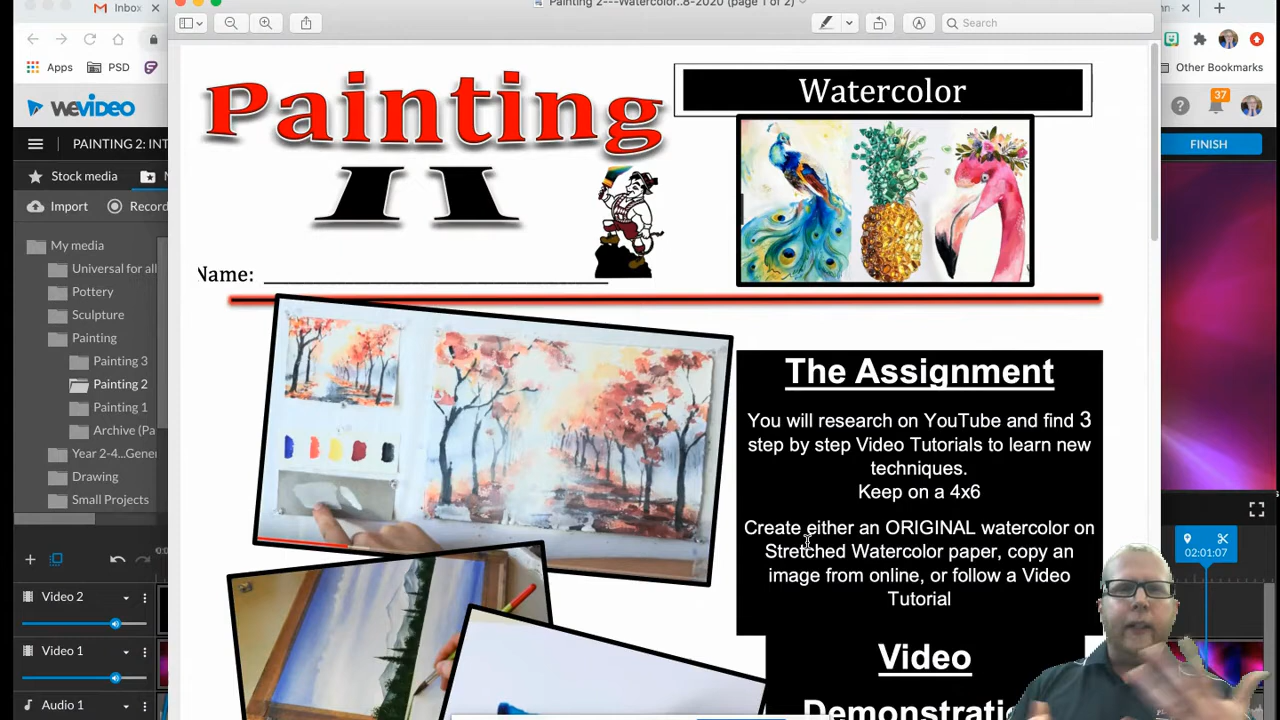 Inbox
Painting 2---Watercolor..8-2020 (page 1 of 2)
Search
Apps
PSD
Other Bookmarks
WEVIDEO
37
PAINTING 2: INT
FINISH
Stock media
Import
Record
My media
Universal for all
Pottery
Sculpture
Painting
Painting 3
Painting 2
Painting 1
Archive (Pa
Year 2-4...Gener
Drawing
Small Projects
Video 2
Video 1
Audio 1
02:01:07
Painting
II
Name:
Watercolor
The Assignment
You will research on YouTube and find 3
step by step Video Tutorials to learn new
techniques.
Keep on a 4x6
Create either an ORIGINAL watercolor on
Stretched Watercolor paper, copy an
image from online, or follow a Video
Tutorial
Video